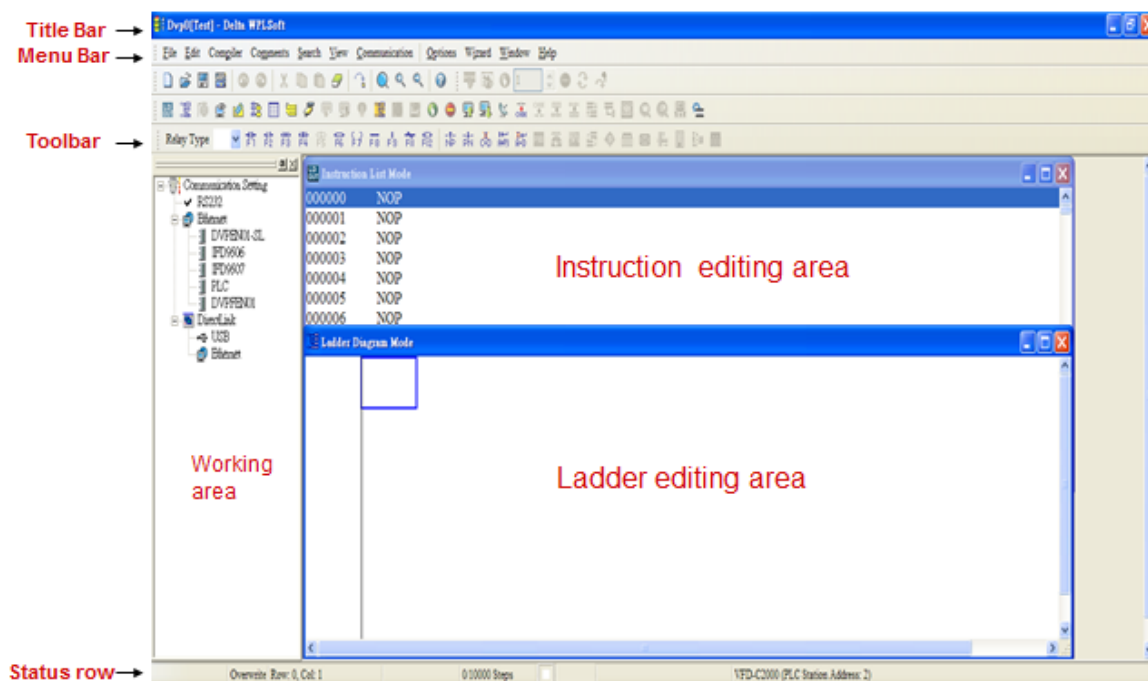 Title Bar
Dvp0[Test] - Delta WPLSoft
Menu Bar
File Edit Compiler Comments Search View Communication Options Wizard Window Help
1
Toolbar
Relay Type
Communication Setting
RS232
Ethernet
DVPEN01-SL
IFD9506
IFD9507
PLC
DVPFEN01
DirectLink
USB
Ethernet
Working
area
Instruction List Mode
000000 NOP
000001 NOP
000002 NOP
000003 NOP
000004 NOP
000005 NOP
000006 NOP
Instruction editing area
Ladder Diagram Mode
Ladder editing area
Status row
Overwrite Row: 0, Col: 1
0/10000 Steps
VFD-C2000 (PLC Station Address: 2)